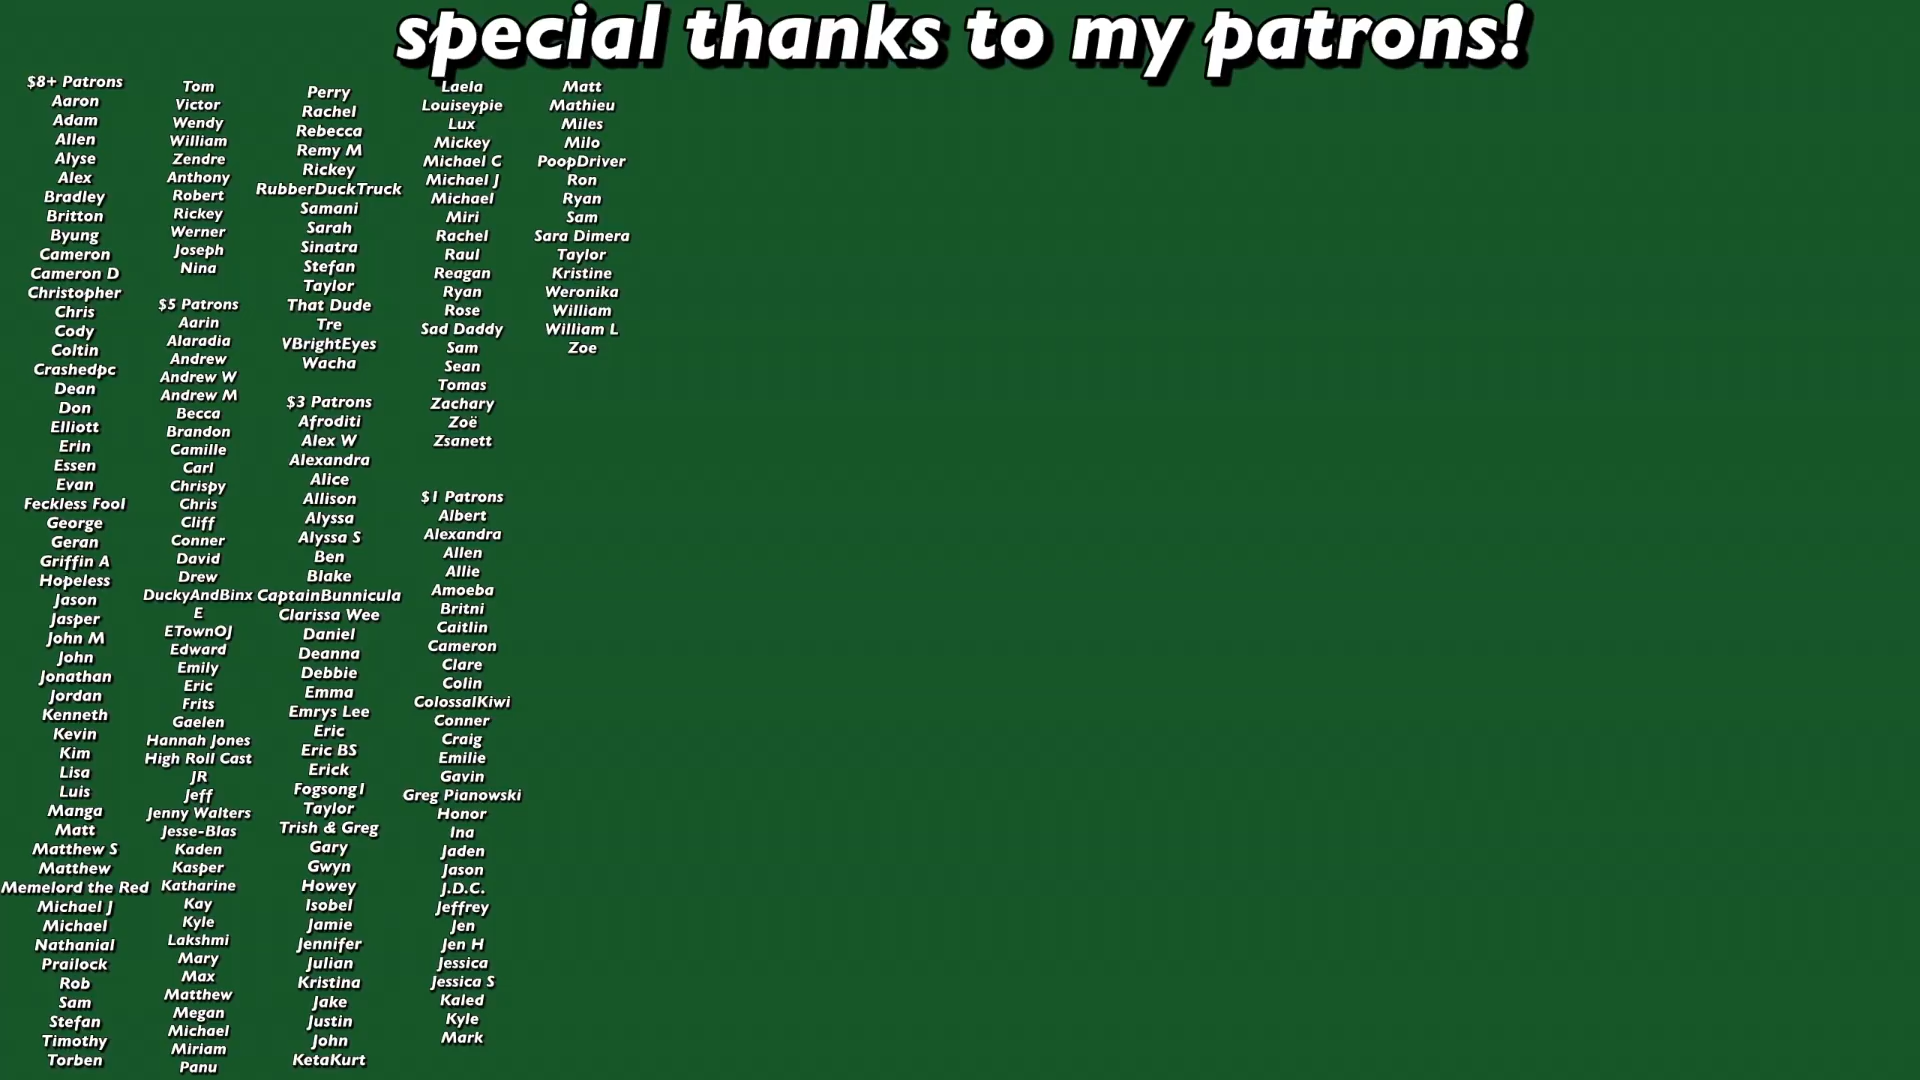 special thanks to my patrons!
$8+ Patrons
Aaron
Adam
Allen
Alyse
Alex
Bradley
Britton
Byung
Cameron
Cameron D
Christopher
Chris
Cody
Coltin
Crashedpc
Dean
Don
Elliott
Erin
Essen
Evan
Feckless Fool
George
Geran
Griffin A
Hopeless
Jason
Jasper
John M
John
Jonathan
Jordan
Kenneth
Kevin
Kim
Lisa
Luis
Manga
Matt
Matthew S
Matthew
Memelord the Red
Michael J
Michael
Nathanial
Prailock
Rob
Sam
Stefan
Timothy
Torben
Tom
Victor
Wendy
William
Zendre
Anthony
Robert
Rickey
Werner
Joseph
Nina
$5 Patrons
Aarin
Alaradia
Andrew
Andrew W
Andrew M
Becca
Brandon
Camille
Carl
Chrispy
Chris
Cliff
Conner
David
Drew
DuckyAndBinx
E
ETownOJ
Edward
Emily
Eric
Frits
Gaelen
Hannah Jones
High Roll Cast
JR
Jeff
Jenny Walters
Jesse-Blas
Kaden
Kasper
Katharine
Kay
Kyle
Lakshmi
Mary
Max
Matthew
Megan
Michael
Miriam
Panu
Perry
Rachel
Rebecca
Remy M
Rickey
RubberDuckTruck
Samani
Sarah
Sinatra
Stefan
Taylor
That Dude
Tre
VBrightEyes
Wacha
$3 Patrons
Afroditi
Alex W
Alexandra
Alice
Allison
Alyssa
Alyssa S
Ben
Blake
CaptainBunnicula
Clarissa Wee
Daniel
Deanna
Debbie
Emma
Emrys Lee
Eric
Eric BS
Erick
Fogsong1
Taylor
Trish & Greg
Gary
Gwyn
Howey
Isobel
Jamie
Jennifer
Julian
Kristina
Jake
Justin
John
KetaKurt
Laela
Louiseypie
Lux
Mickey
Michael C
Michael J
Michael
Miri
Rachel
Raul
Reagan
Ryan
Rose
Sad Daddy
Sam
Sean
Tomas
Zachary
Zoë
Zsanett
$1 Patrons
Albert
Alexandra
Allen
Allie
Amoeba
Britni
Caitlin
Cameron
Clare
Colin
ColossalKiwi
Conner
Craig
Emilie
Gavin
Greg Pianowski
Honor
Ina
Jaden
Jason
J.D.C.
Jeffrey
Jen
Jen H
Jessica
Jessica S
Kaled
Kyle
Mark
Matt
Mathieu
Miles
Milo
PoopDriver
Ron
Ryan
Sam
Sara Dimera
Taylor
Kristine
Weronika
William
William L
Zoe